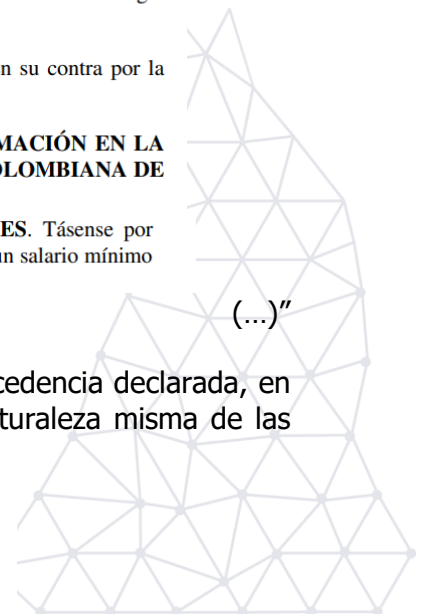 n su contra por la
MACIÓN EN LA
OLOMBIANA DE
ES. Tásense por
un salario mínimo
(...)”
cedencia declarada, en
turaleza misma de las